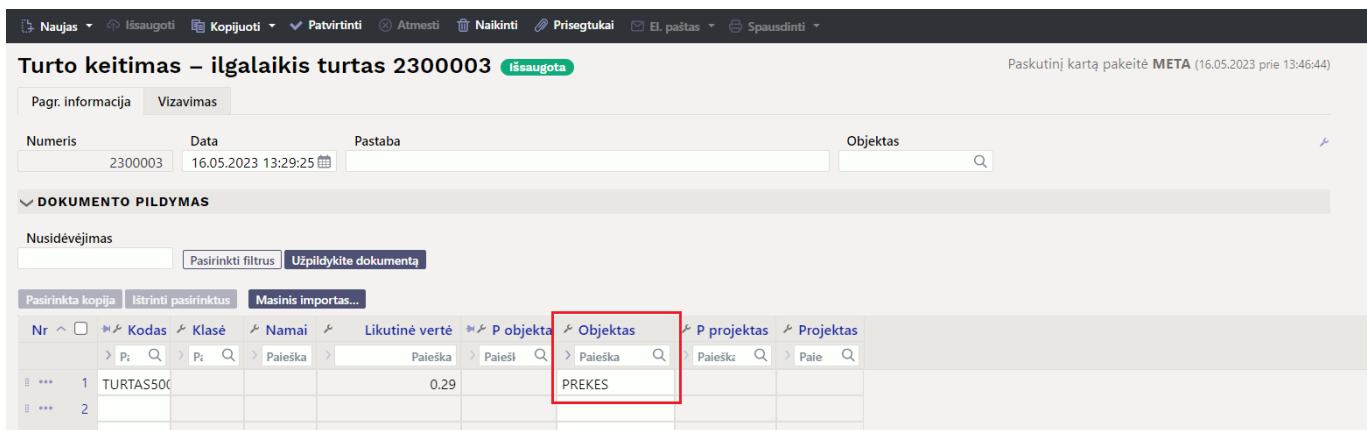 Naujas Išsaugoti Kopijuoti Patvirtinti Atmesti Naikinti Prisegtukai El. paštas Spausdinti
Turto keitimas – ilgalaikis turtas 2300003 Išsaugota Paskutinį kartą pakeitė META (16.05.2023 prie 13:46:44)
Pagr. informacija Vizavimas
Numeris Data Pastaba Objektas
2300003 16.05.2023 13:29:25
DOKUMENTO PILDYMAS
Nusidėvėjimas
Pasirinkti filtrus Užpildykite dokumentą
Pasirinkta kopija Ištrinti pasirinktus Masinis importas...
Nr Kodas Klasė Namai Likutinė vertė P objekta Objektas P projektas Projektas
Paieška Paieška Paieška Paie
1 TURTAS500 0.29 PREKES
2